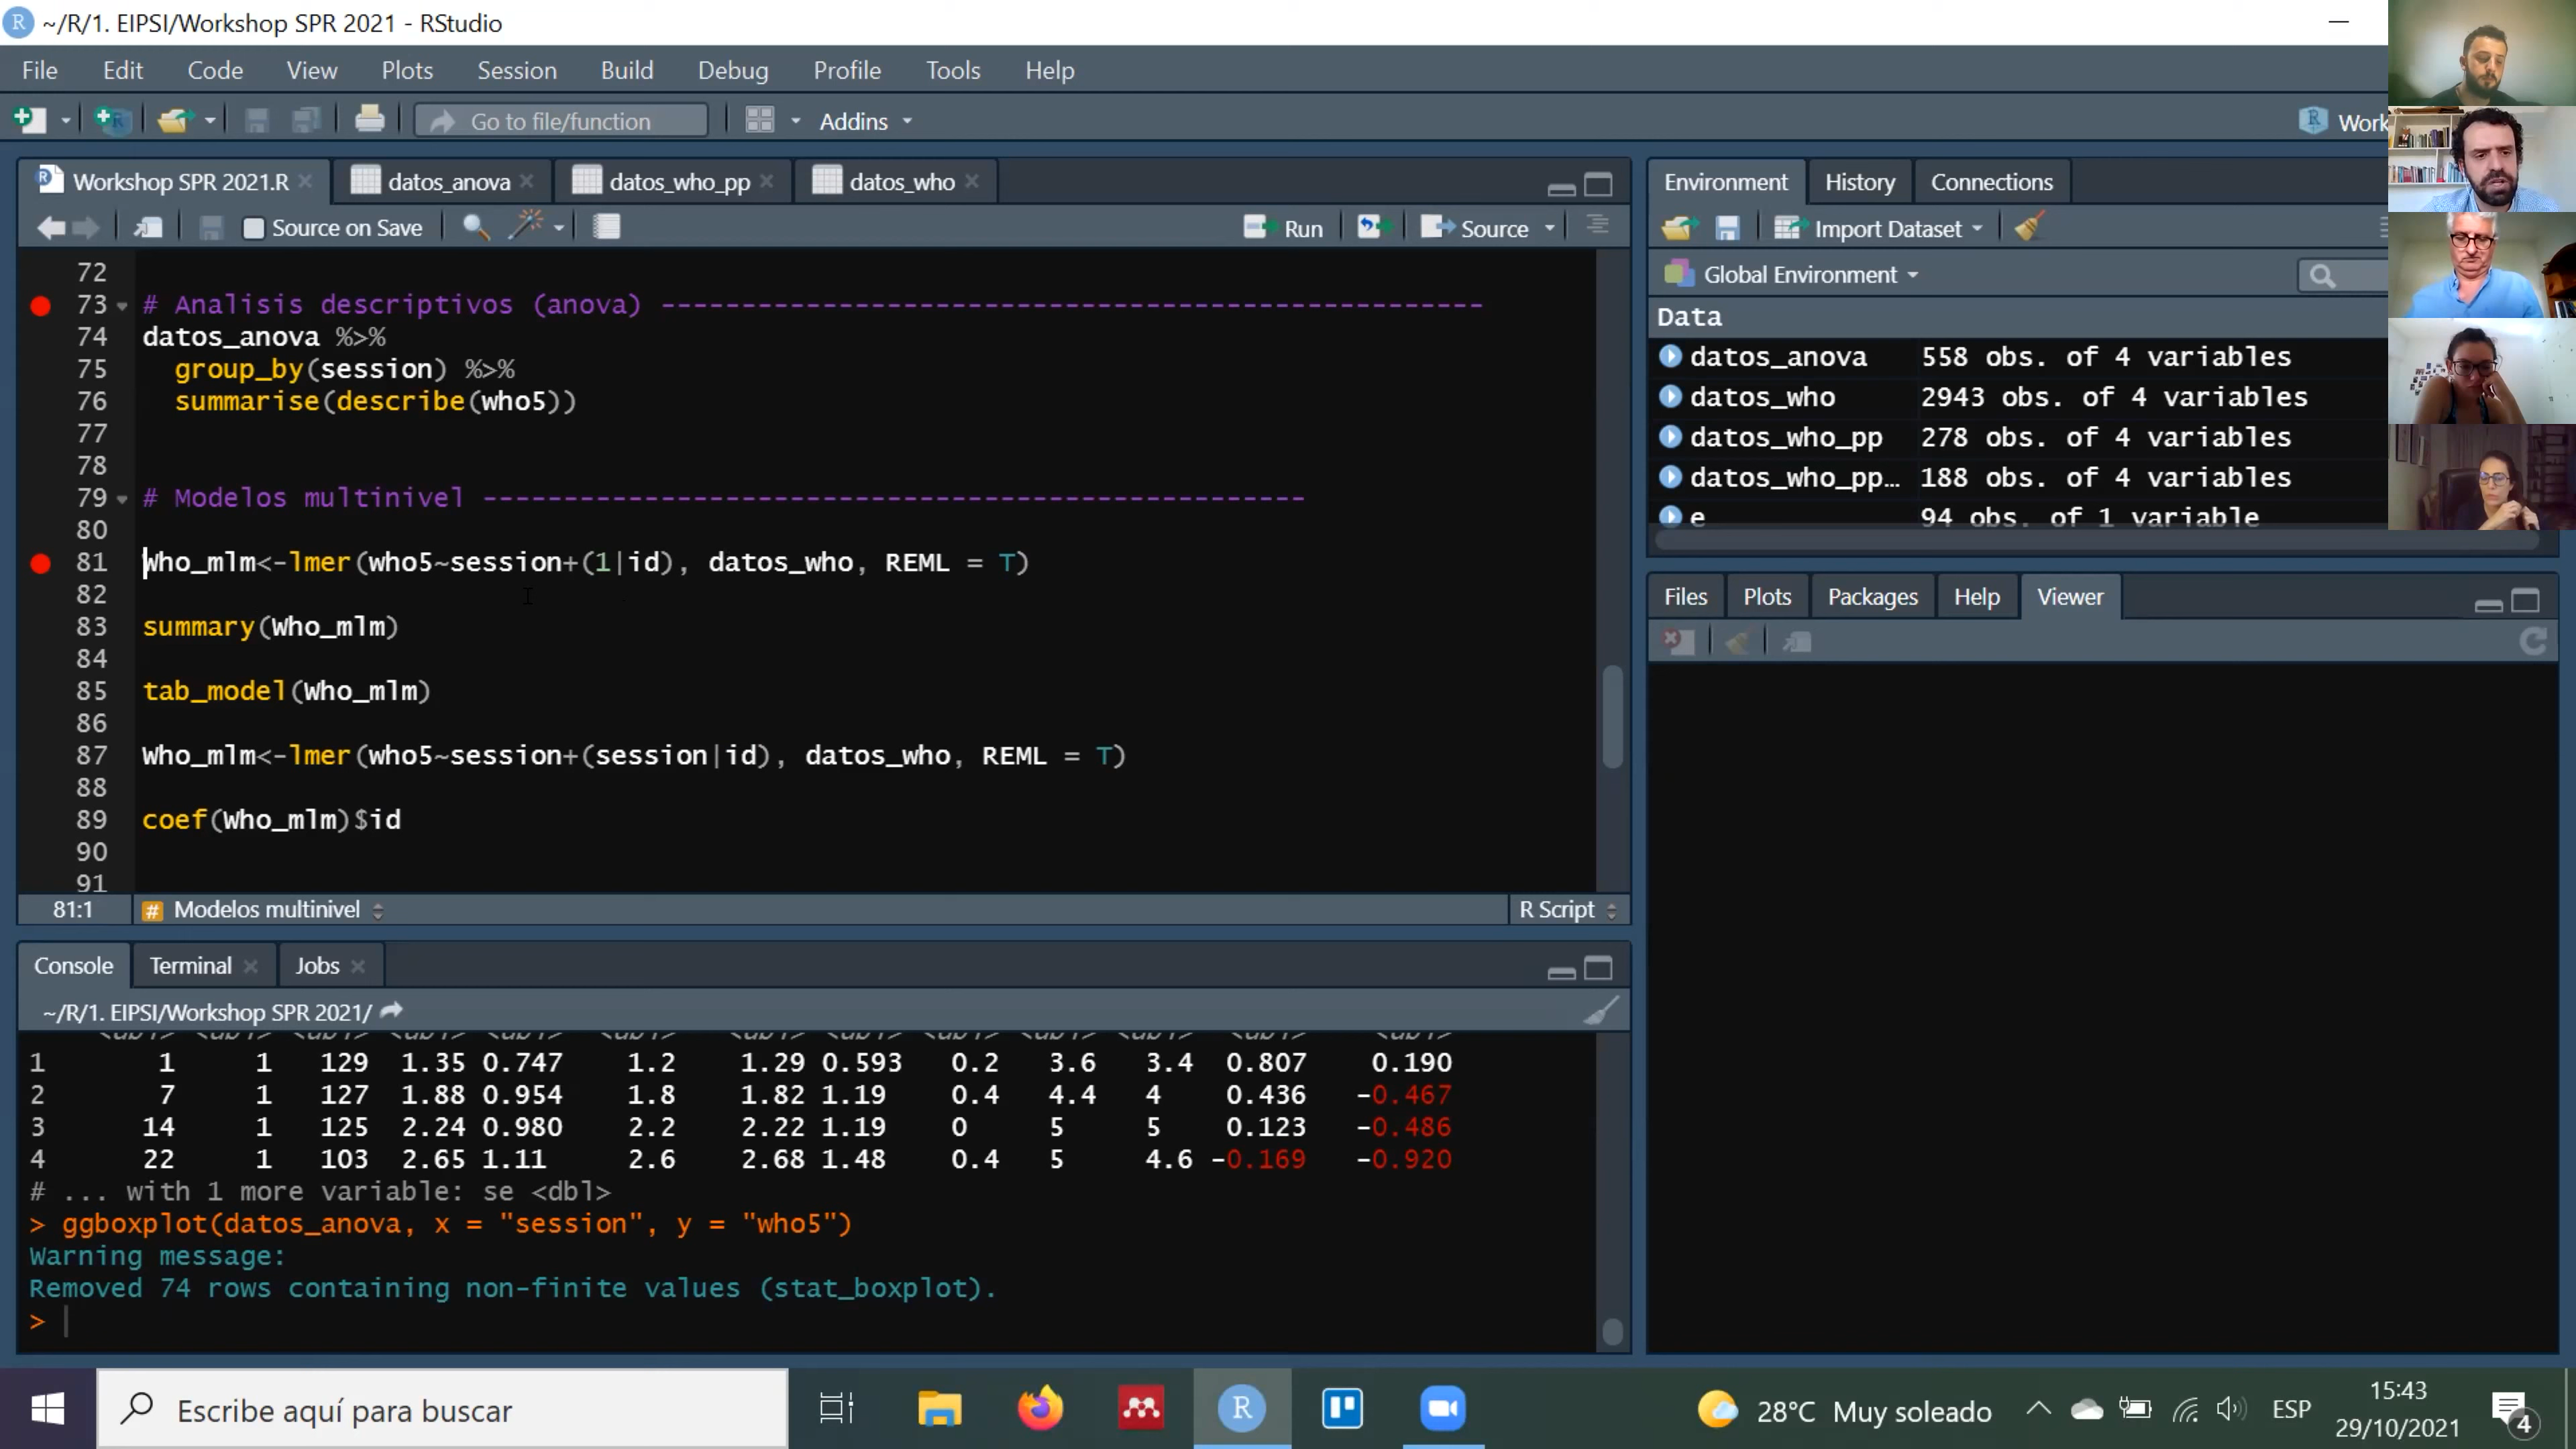 ~/R/1. EIPSI/Workshop SPR 2021 - RStudio
File Edit Code View Plots Session Build Debug Profile Tools Help
Go to file/function Addins
Workshop SPR 2021.R datos_anova datos_who_pp datos_who
Source on Save Run Source
72
73 # Analisis descriptivos (anova) ---------------------------------------------------
74 datos_anova %>%
75 group_by(session) %>%
76 summarise(describe(who5))
77
78
79 # Modelos multinivel ---------------------------------------------------
80
81 Who_mlm<-lmer(who5~session+(1|id), datos_who, REML = T)
82
83 summary(Who_mlm)
84
85 tab_model(Who_mlm)
86
87 Who_mlm<-lmer(who5~session+(session|id), datos_who, REML = T)
88
89 coef(Who_mlm)$id
90
91
81:1 # Modelos multinivel R Script
Console Terminal Jobs
~/R/1. EIPSI/Workshop SPR 2021/
1 1 1 129 1.35 0.747 1.2 1.29 0.593 0.2 3.6 3.4 0.807 0.190
2 7 1 127 1.88 0.954 1.8 1.82 1.19 0.4 4.4 4 0.436 -0.467
3 14 1 125 2.24 0.980 2.2 2.22 1.19 0 5 5 0.123 -0.486
4 22 1 103 2.65 1.11 2.6 2.68 1.48 0.4 5 4.6 -0.169 -0.920
# ... with 1 more variable: se <dbl>
> ggboxplot(datos_anova, x = "session", y = "who5")
Warning message:
Removed 74 rows containing non-finite values (stat_boxplot).
>
Environment History Connections
Import Dataset
Global Environment
Data
datos_anova 558 obs. of 4 variables
datos_who 2943 obs. of 4 variables
datos_who_pp 278 obs. of 4 variables
datos_who_pp… 188 obs. of 4 variables
e 94 obs. of 1 variable
Files Plots Packages Help Viewer
Escribe aquí para buscar
28°C Muy soleado
ESP
15:43
29/10/2021
4